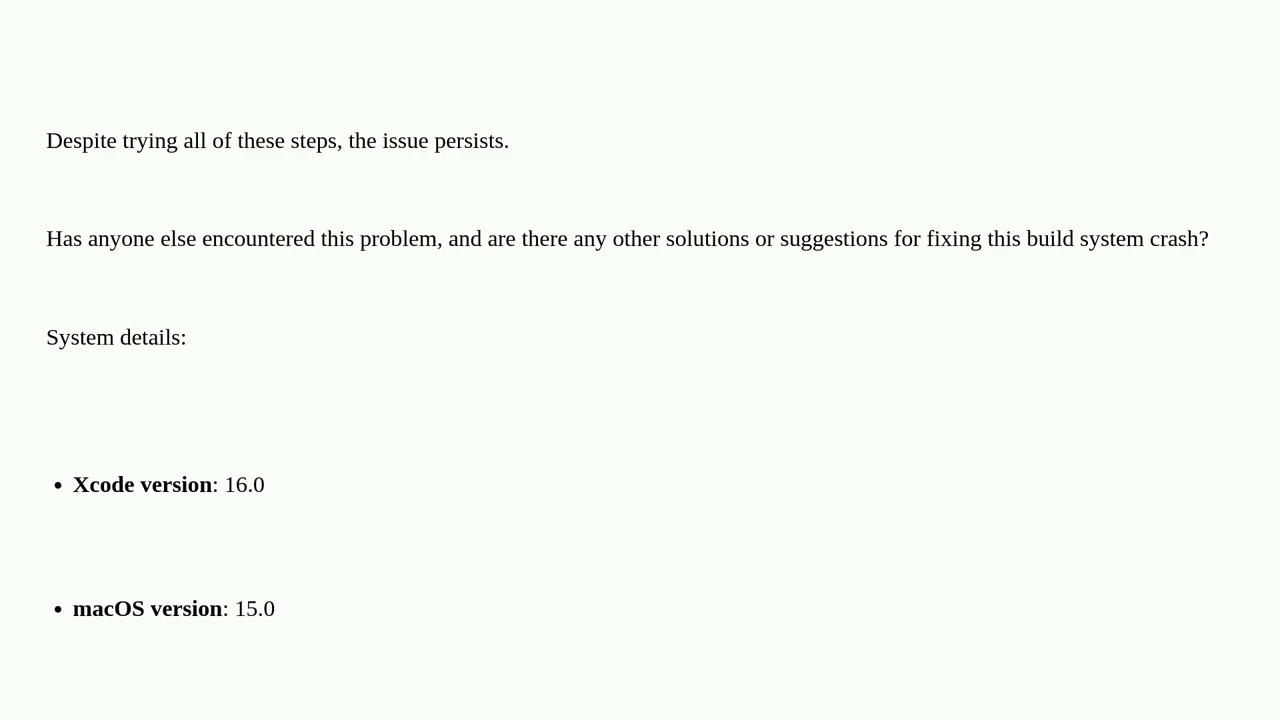 Despite trying all of these steps, the issue persists.
Has anyone else encountered this problem, and are there any other solutions or suggestions for fixing this build system crash?
System details:
• Xcode version: 16.0
• macOS version: 15.0